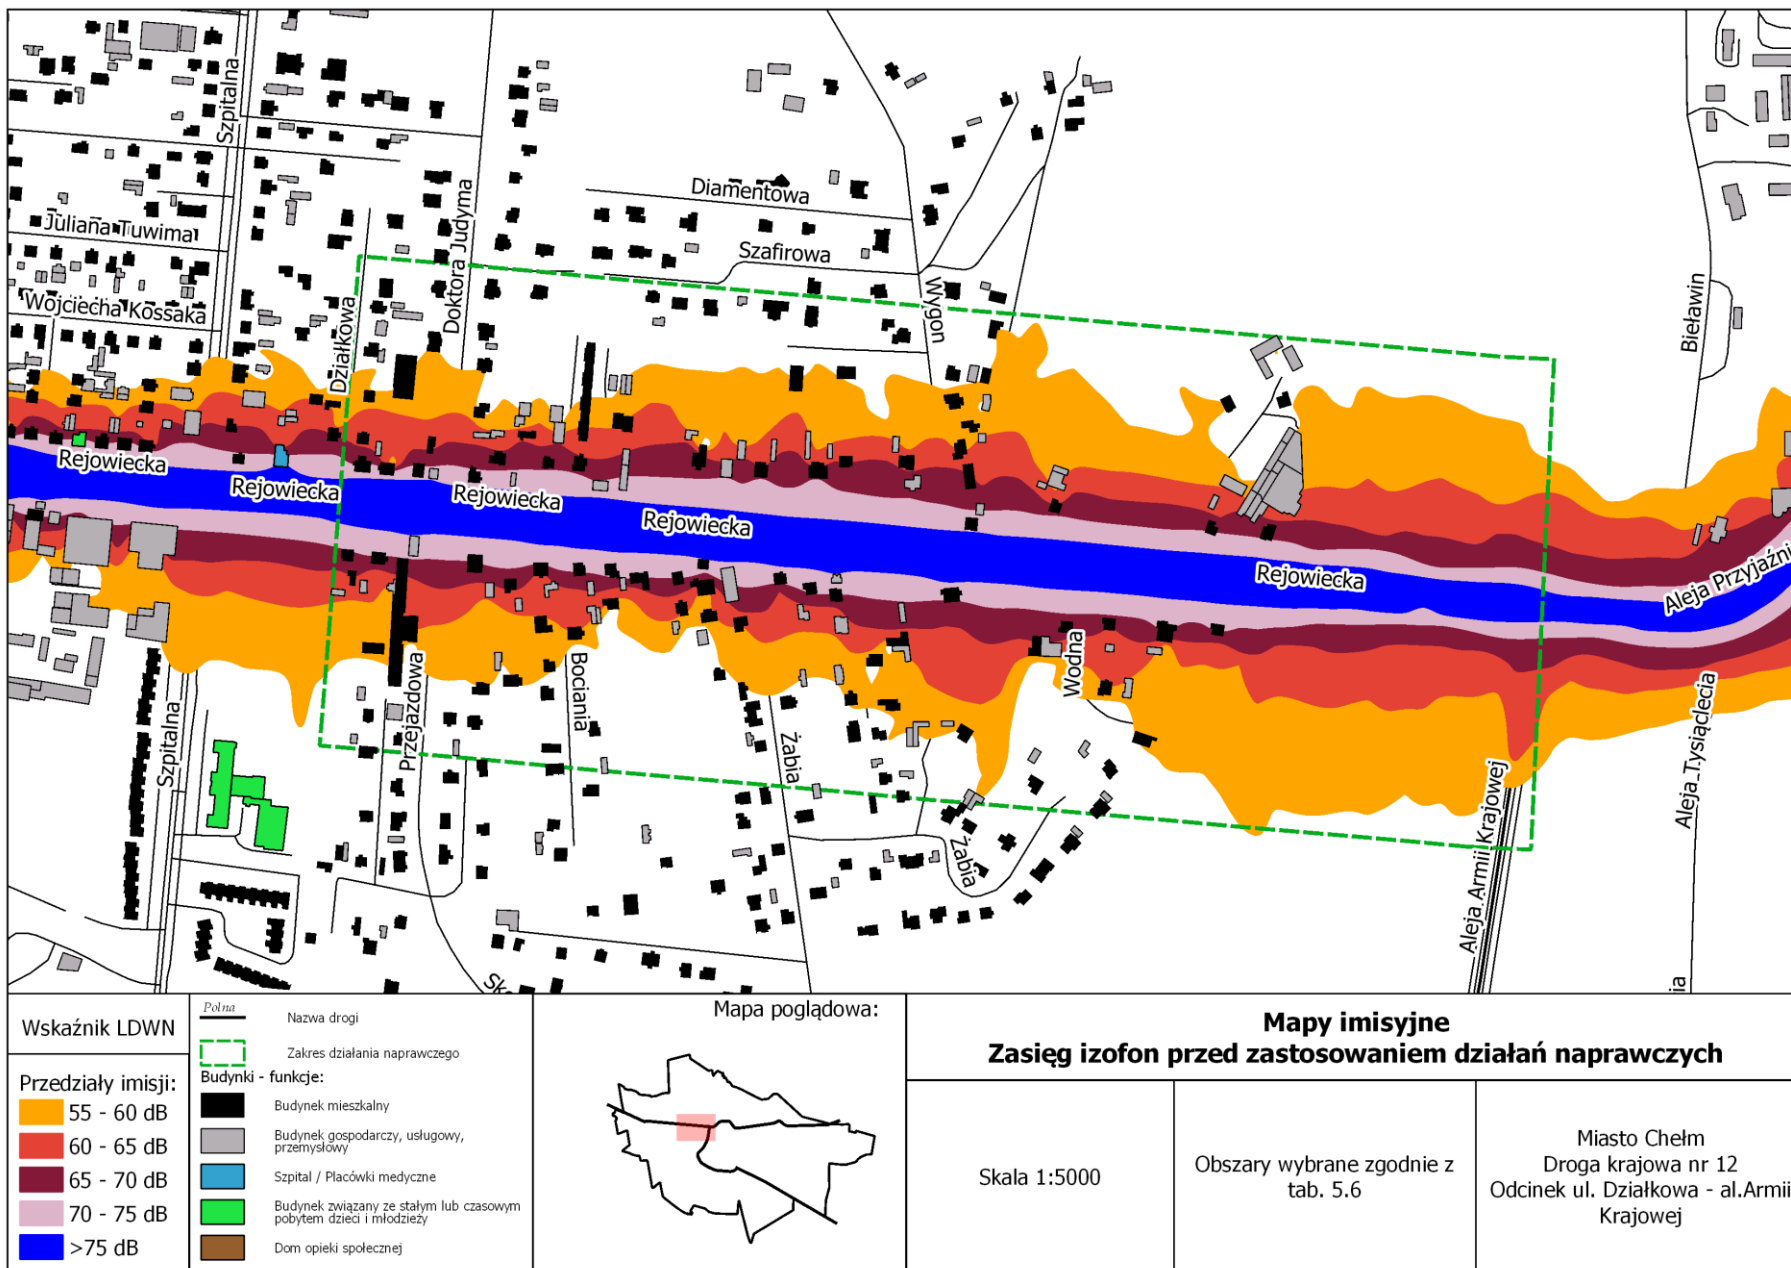 Szpitalna
Juliana Tuwima
Wojciecha Kossaka
Działkowa
Doktora Judyma
Diamentowa
Szafirowa
Wygon
Bieławin
Rejowiecka
Rejowiecka
Rejowiecka
Rejowiecka
Rejowiecka
Aleja Przyjaźni
Szpitalna
Przejazdowa
Bociania
Żabia
Żabia
Wodna
Aleja Armii Krajowej
Aleja Tysiąclecia
Sk
ia
Wskaźnik LDWN
Przedziały imisji:
55 - 60 dB
60 - 65 dB
65 - 70 dB
70 - 75 dB
>75 dB
Polna
Nazwa drogi
Zakres działania naprawczego
Budynki - funkcje:
Budynek mieszkalny
Budynek gospodarczy, usługowy,
przemysłowy
Szpital / Placówki medyczne
Budynek związany ze stałym lub czasowym
pobytem dzieci i młodzieży
Dom opieki społecznej
Mapa poglądowa:
Mapy imisyjne
Zasięg izofon przed zastosowaniem działań naprawczych
Skala 1:5000
Obszary wybrane zgodnie z
tab. 5.6
Miasto Chełm
Droga krajowa nr 12
Odcinek ul. Działkowa - al.Armii
Krajowej